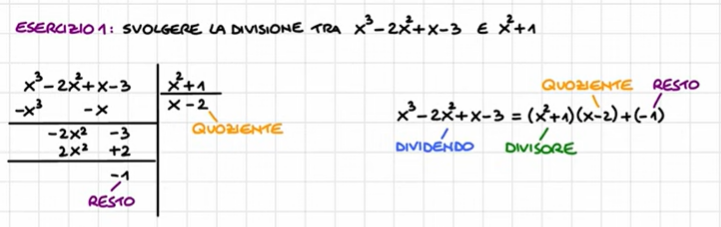 ESERCIZIO 1: SVOLGERE LA DIVISIONE TRA x³-2x²+x-3 E x²+1
x³-2x²+x-3 x²+1
-x³ -x x-2
-2x² -3 QUOZIENTE
2x² +2
-1
RESTO
QUOZIENTE RESTO
x³-2x²+x-3 = (x²+1)(x-2)+(-1)
DIVIDENDO DIVISORE